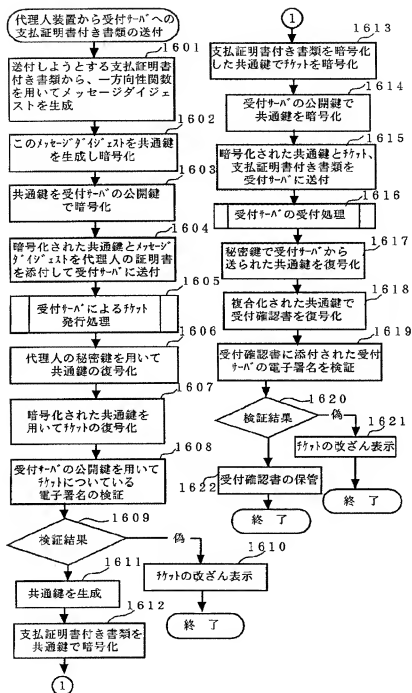 代理人装置から受付サーバへの
支払証明書付き書類の送付
1601
送付しようとする支払証明書
付き書類から、一方向性関数
を用いてメッセージダイジェ
ストを生成
1602
このメッセージダイジェストを共通鍵
を生成し暗号化
1603
共通鍵を受付サーバの公開鍵
で暗号化
1604
暗号化された共通鍵とメッセージ
ダイジェストを代理人の証明書
を添付して受付サーバに送付
1605
受付サーバによるチケット
発行処理
1606
代理人の秘密鍵を用いて
共通鍵の復号化
1607
暗号化された共通鍵を
用いてチケットの復号化
1608
受付サーバの公開鍵を用いて
チケットについている
電子署名の検証
1609
検証結果
偽
1610
チケットの改ざん表示
終 了
1611
共通鍵を生成
1612
支払証明書付き書類を
共通鍵で暗号化
1
1
1613
支払証明書付き書類を暗号化
した共通鍵でチケットを暗号化
1614
受付サーバの公開鍵で
共通鍵を暗号化
1615
暗号化された共通鍵とチケット、
支払証明書付き書類を
受付サーバに送付
1616
受付サーバの受付処理
1617
秘密鍵で受付サーバから
送られた共通鍵を復号化
1618
複合化された共通鍵で
受付確認書を復号化
1619
受付確認書に添付された受付
サーバの電子署名を検証
1620
検証結果
偽
1621
チケットの改ざん表示
終 了
1622
受付確認書の保管
終 了